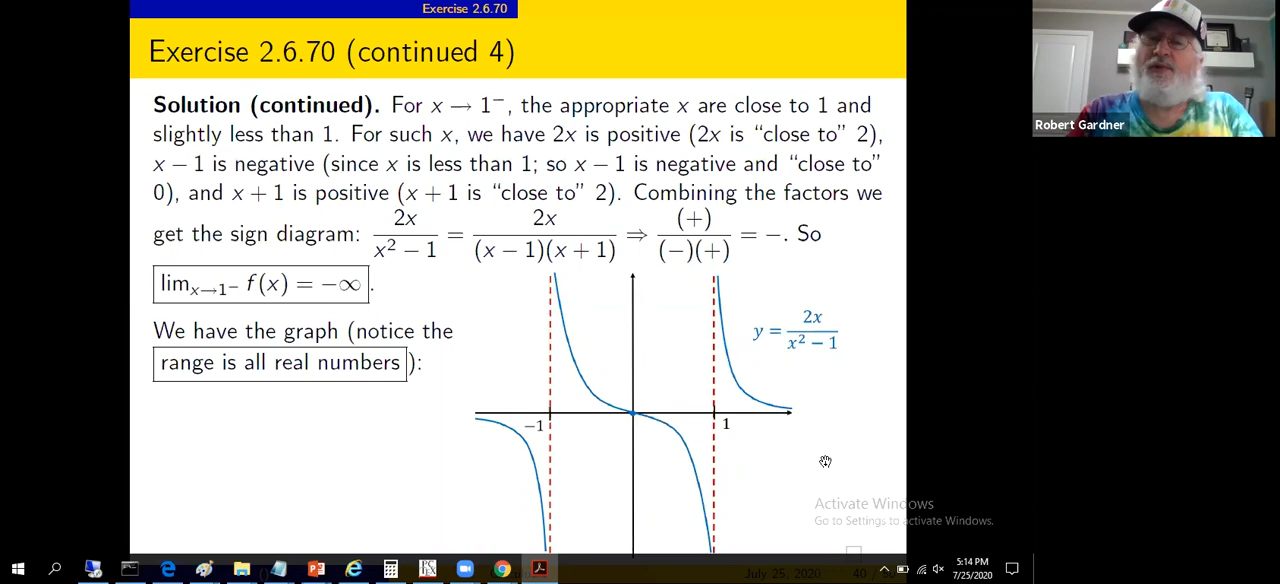 Exercise 2.6.70
Exercise 2.6.70 (continued 4)
Solution (continued). For x → 1⁻, the appropriate x are close to 1 and
slightly less than 1. For such x, we have 2x is positive (2x is “close to” 2),
x − 1 is negative (since x is less than 1; so x − 1 is negative and “close to”
0), and x + 1 is positive (x + 1 is “close to” 2). Combining the factors we
get the sign diagram: 2x/(x² − 1) = 2x/((x − 1)(x + 1)) ⇒ (+)/((−)(+)) = −. So
lim_{x→1⁻} f(x) = −∞.
We have the graph (notice the
range is all real numbers):
y = 2x/(x² − 1)
−1
1
Robert Gardner
Activate Windows
Go to Settings to activate Windows.
July 25, 2020
5:14 PM
7/25/2020